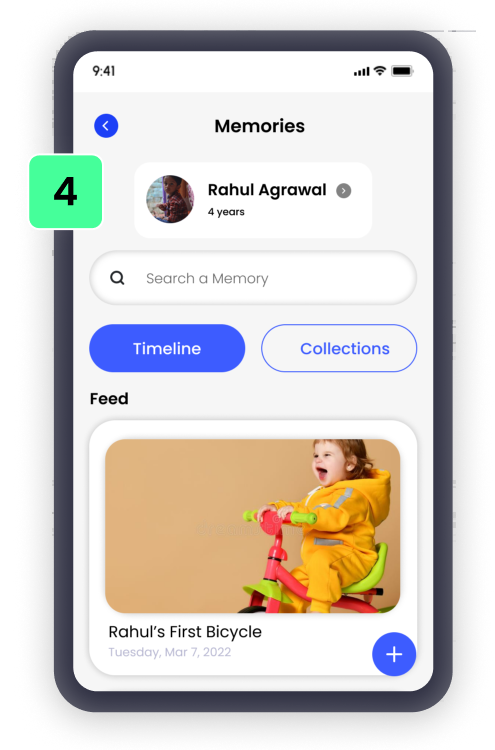 9:41
Memories
4
Rahul Agrawal
4 years
Search a Memory
Timeline
Collections
Feed
Rahul's First Bicycle
Tuesday, Mar 7, 2022